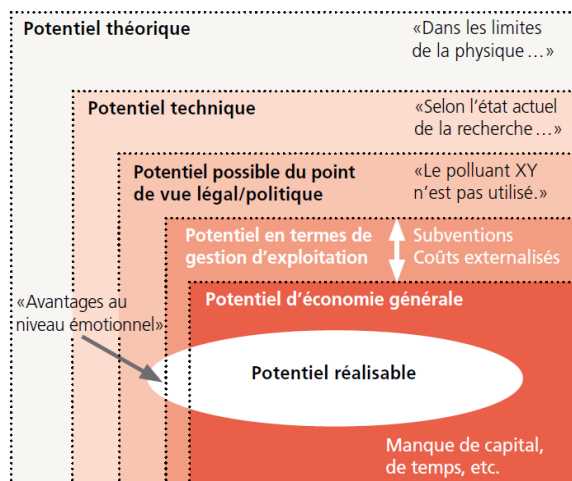 Potentiel théorique
«Dans les limites
de la physique…»
Potentiel technique
«Selon l’état actuel
de la recherche…»
Potentiel possible du point
de vue légal/politique
«Le polluant XY
n’est pas utilisé.»
Potentiel en termes de
gestion d’exploitation
Subventions
Coûts externalisés
Potentiel d’économie générale
«Avantages au
niveau émotionnel»
Potentiel réalisable
Manque de capital,
de temps, etc.